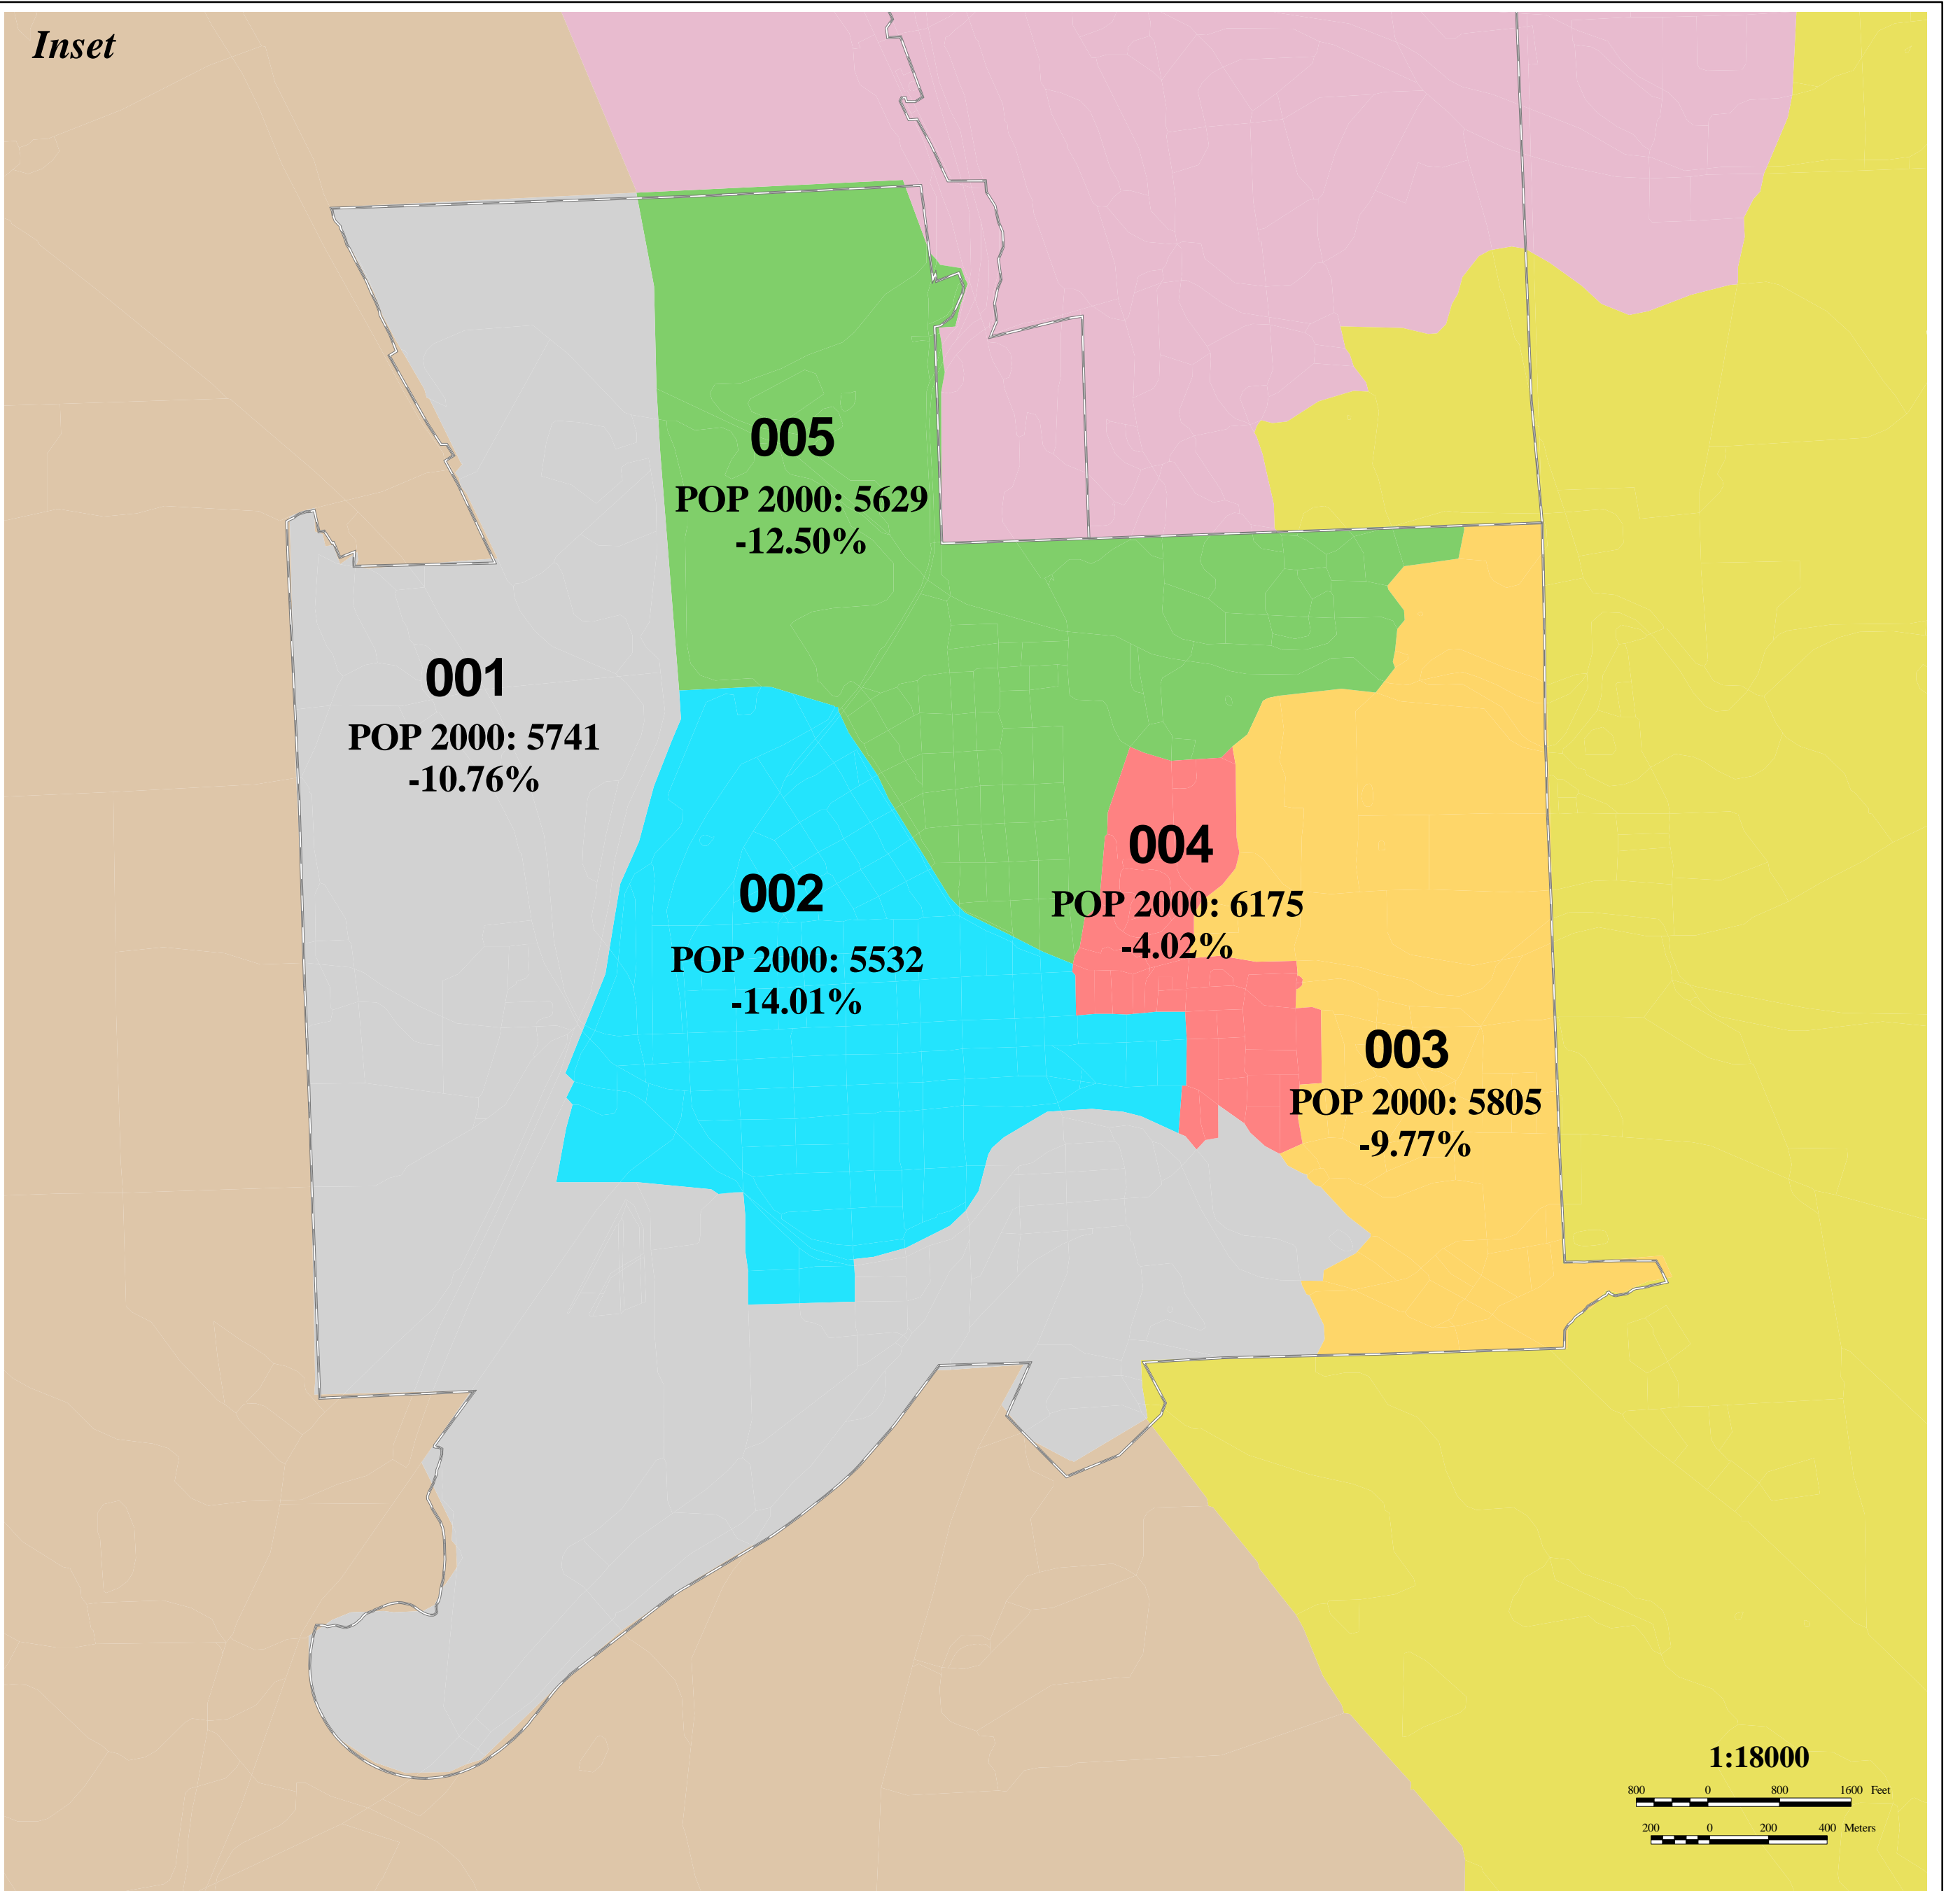 Inset
005
POP 2000: 5629
-12.50%
001
POP 2000: 5741
-10.76%
004
POP 2000: 6175
-4.02%
002
POP 2000: 5532
-14.01%
003
POP 2000: 5805
-9.77%
1:18000
800 0 800 1600 Feet
200 0 200 400 Meters